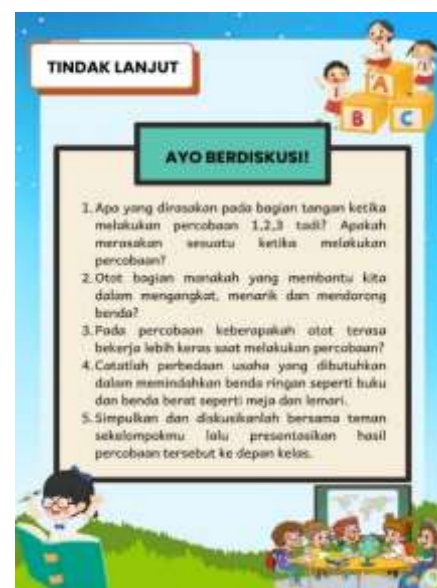 TINDAK LANJUT
A
B C
AYO BERDISKUSI!
1. Apa yang dirasakan pada bagian tangan ketika
melakukan percobaan 1,2,3 tadi? Apakah
merasakan sesuatu ketika melakukan
percobaan?
2. Otot bagian manakah yang membantu kita
dalam mengangkat, menarik dan mendorong
benda?
3. Pada percobaan keberapakah otot terasa
bekerja lebih keras saat melakukan percobaan?
4. Catatlah perbedaan usaha yang dibutuhkan
dalam memindahkan benda ringan seperti buku
dan benda berat seperti meja dan lemari.
5. Simpulkan dan diskusikanlah bersama teman
sekelompokmu lalu presentasikan hasil
percobaan tersebut ke depan kelas.